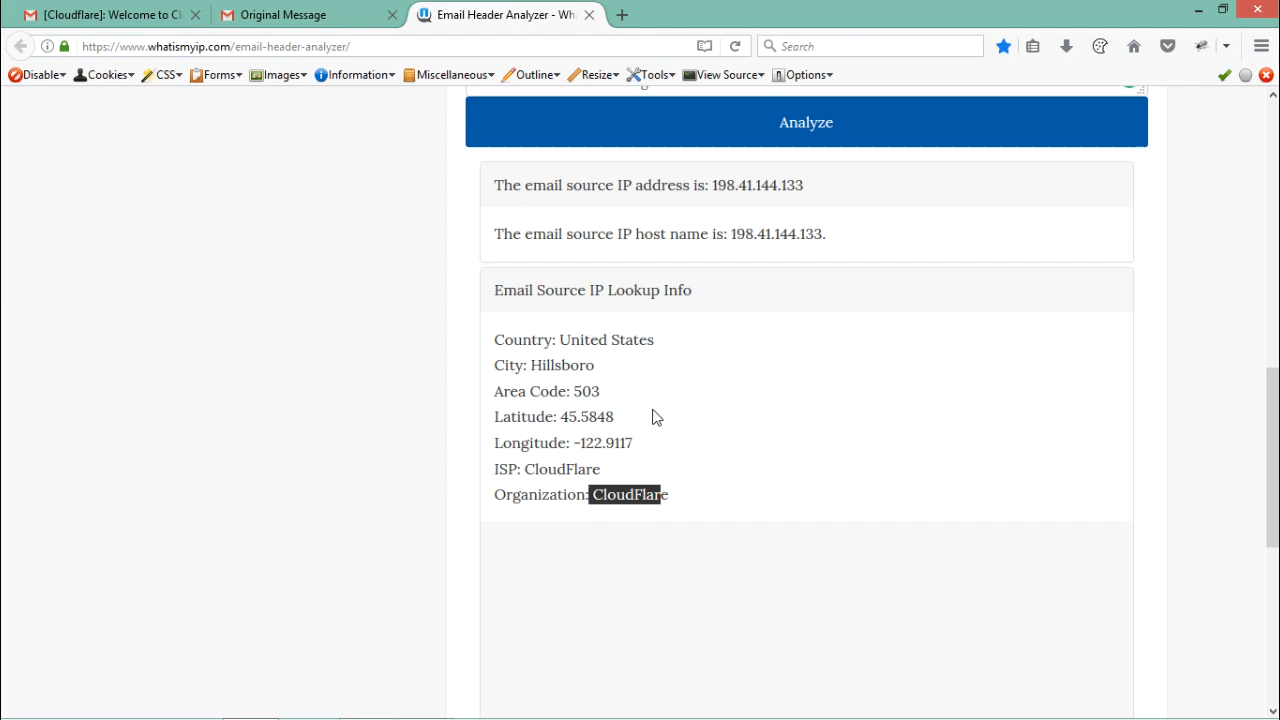 [Cloudflare]: Welcome to Cl
Original Message
Email Header Analyzer - Wha
https://www.whatismyip.com/email-header-analyzer/
Search
Disable
Cookies
CSS
Forms
Images
Information
Miscellaneous
Outline
Resize
Tools
View Source
Options
Analyze
The email source IP address is: 198.41.144.133
The email source IP host name is: 198.41.144.133.
Email Source IP Lookup Info
Country: United States
City: Hillsboro
Area Code: 503
Latitude: 45.5848
Longitude: -122.9117
ISP: CloudFlare
Organization: CloudFlare